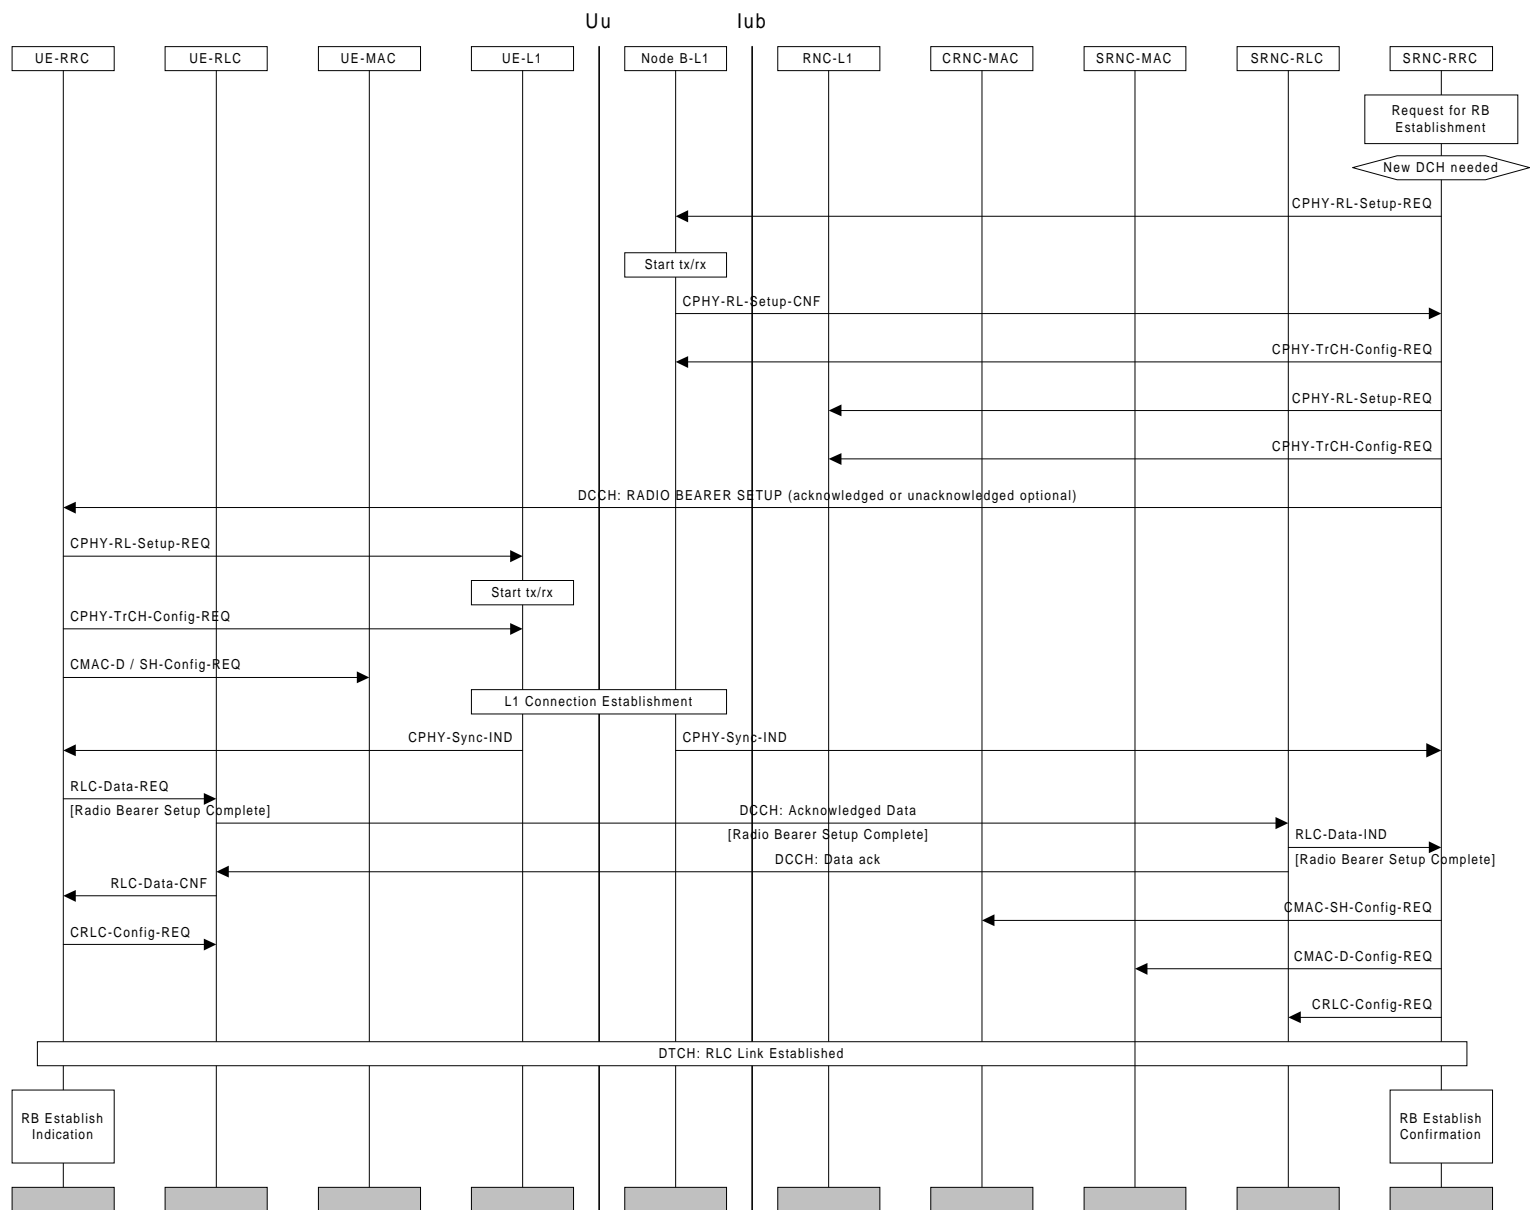 Uu
Iub
UE-RRC
UE-RLC
UE-MAC
UE-L1
Node B-L1
RNC-L1
CRNC-MAC
SRNC-MAC
SRNC-RLC
SRNC-RRC
Request for RB
Establishment
New DCH needed
CPHY-RL-Setup-REQ
Start tx/rx
CPHY-RL-Setup-CNF
CPHY-TrCH-Config-REQ
CPHY-RL-Setup-REQ
CPHY-TrCH-Config-REQ
DCCH: RADIO BEARER SETUP (acknowledged or unacknowledged optional)
CPHY-RL-Setup-REQ
Start tx/rx
CPHY-TrCH-Config-REQ
CMAC-D / SH-Config-REQ
L1 Connection Establishment
CPHY-Sync-IND
CPHY-Sync-IND
RLC-Data-REQ
[Radio Bearer Setup Complete]
DCCH: Acknowledged Data
[Radio Bearer Setup Complete]
RLC-Data-IND
[Radio Bearer Setup Complete]
DCCH: Data ack
RLC-Data-CNF
CMAC-SH-Config-REQ
CRLC-Config-REQ
CMAC-D-Config-REQ
CRLC-Config-REQ
DTCH: RLC Link Established
RB Establish
Indication
RB Establish
Confirmation